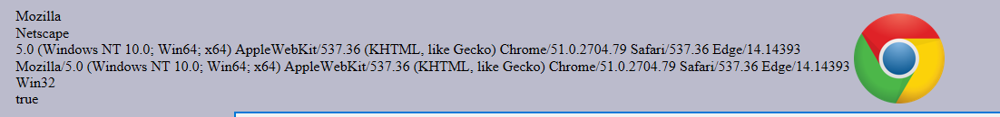 Mozilla
Netscape
5.0 (Windows NT 10.0; Win64; x64) AppleWebKit/537.36 (KHTML, like Gecko) Chrome/51.0.2704.79 Safari/537.36 Edge/14.14393
Mozilla/5.0 (Windows NT 10.0; Win64; x64) AppleWebKit/537.36 (KHTML, like Gecko) Chrome/51.0.2704.79 Safari/537.36 Edge/14.14393
Win32
true